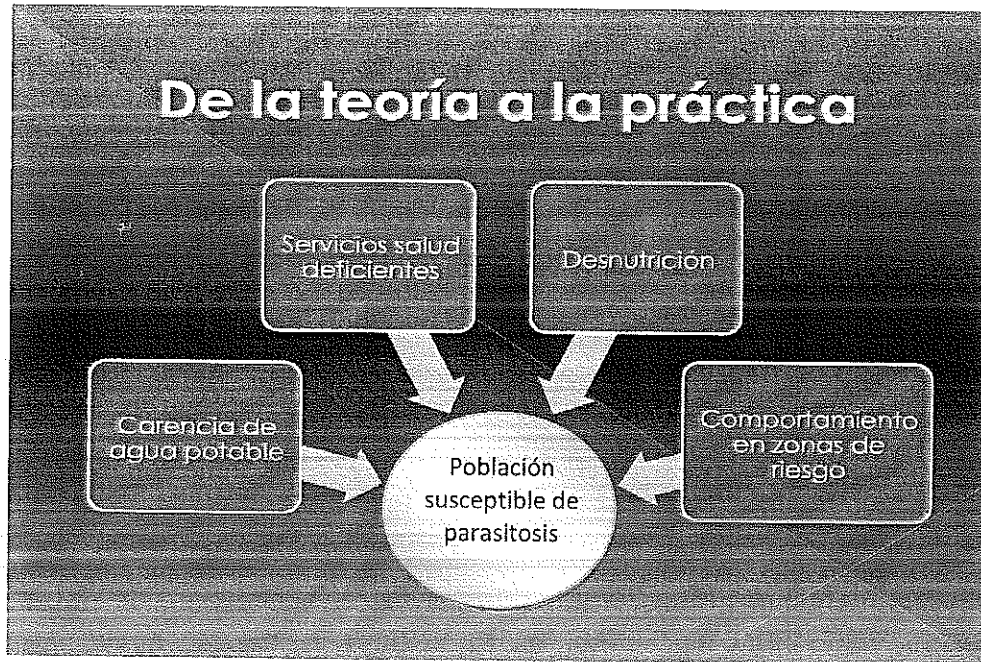 De la teoría a la práctica
Servicios salud
deficientes
Desnutrición
Carencia de
agua potable
Comportamiento
en zonas de
riesgo
Población
susceptible de
parasitosis